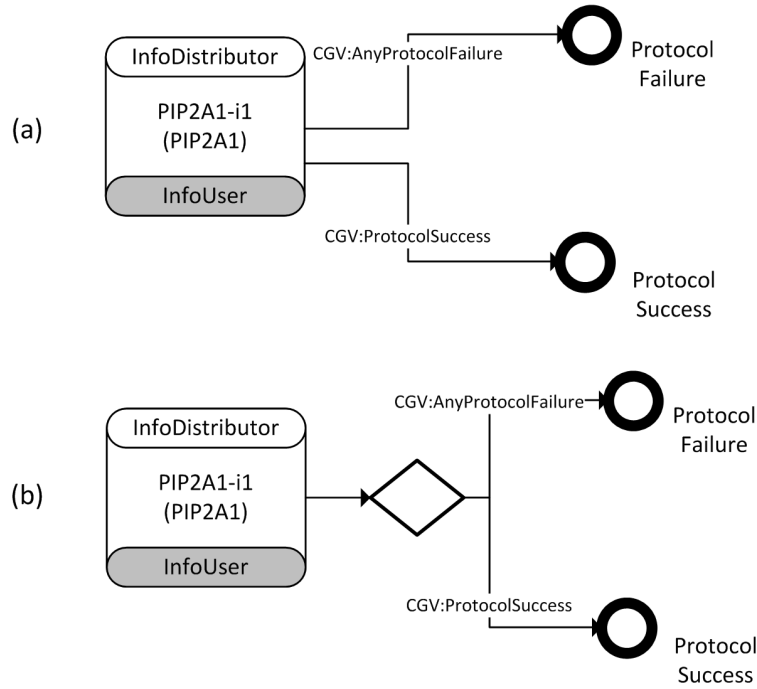 (a)
InfoDistributor
PIP2A1-i1
(PIP2A1)
InfoUser
CGV:AnyProtocolFailure
Protocol
Failure
CGV:ProtocolSuccess
Protocol
Success
(b)
InfoDistributor
PIP2A1-i1
(PIP2A1)
InfoUser
CGV:AnyProtocolFailure
Protocol
Failure
CGV:ProtocolSuccess
Protocol
Success